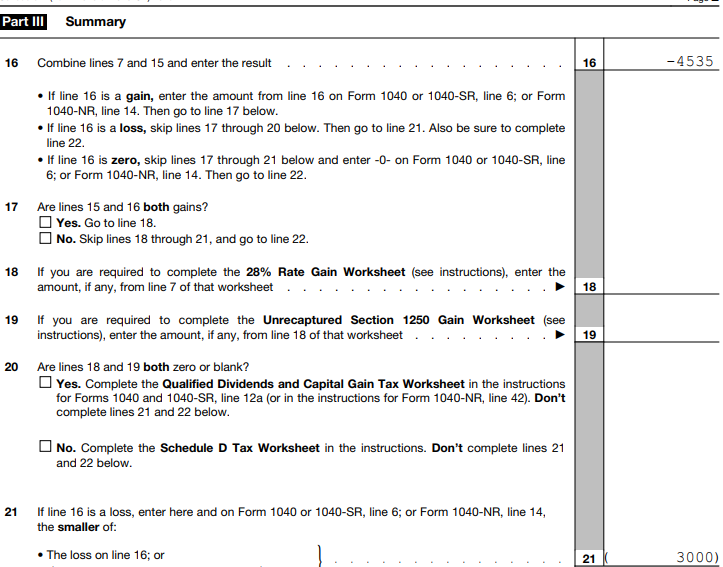 Part III Summary
16 Combine lines 7 and 15 and enter the result . . . . . . . . . . . . . . . . . . 16 -4535
• If line 16 is a gain, enter the amount from line 16 on Form 1040 or 1040-SR, line 6; or Form
1040-NR, line 14. Then go to line 17 below.
• If line 16 is a loss, skip lines 17 through 20 below. Then go to line 21. Also be sure to complete
line 22.
• If line 16 is zero, skip lines 17 through 21 below and enter -0- on Form 1040 or 1040-SR, line
6; or Form 1040-NR, line 14. Then go to line 22.
17 Are lines 15 and 16 both gains?
☐ Yes. Go to line 18.
☐ No. Skip lines 18 through 21, and go to line 22.
18 If you are required to complete the 28% Rate Gain Worksheet (see instructions), enter the
amount, if any, from line 7 of that worksheet . . . . . . . . . . . . . . . . . ▶ 18
19 If you are required to complete the Unrecaptured Section 1250 Gain Worksheet (see
instructions), enter the amount, if any, from line 18 of that worksheet . . . . . . . . . ▶ 19
20 Are lines 18 and 19 both zero or blank?
☐ Yes. Complete the Qualified Dividends and Capital Gain Tax Worksheet in the instructions
for Forms 1040 and 1040-SR, line 12a (or in the instructions for Form 1040-NR, line 42). Don't
complete lines 21 and 22 below.
☐ No. Complete the Schedule D Tax Worksheet in the instructions. Don't complete lines 21
and 22 below.
21 If line 16 is a loss, enter here and on Form 1040 or 1040-SR, line 6; or Form 1040-NR, line 14,
the smaller of:
• The loss on line 16; or } . . . . . . . . . . . . . . . 21 ( 3000)